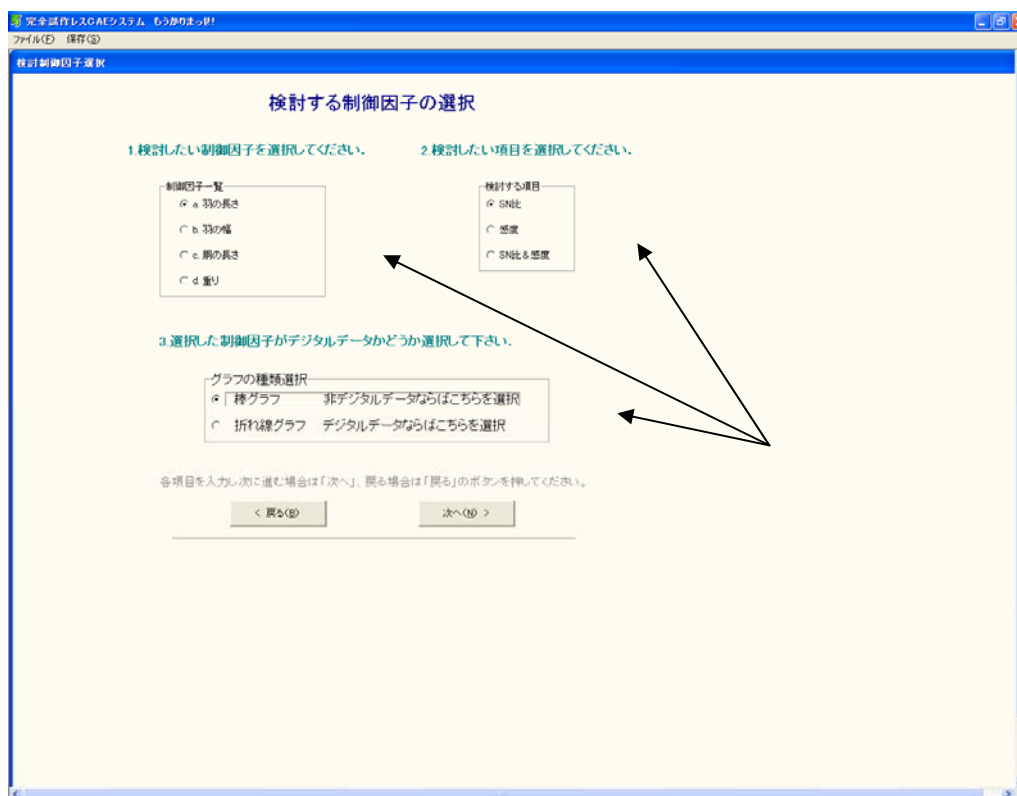 完全試作レスCAEシステム もうかりまっせ!
ファイル(F) 保存(S)
検討制御因子選択
検討する制御因子の選択
1.検討したい制御因子を選択してください.
2.検討したい項目を選択してください.
制御因子一覧
a.羽の長さ
b.羽の幅
c.胴の長さ
d.重り
検討する項目
SN比
感度
SN比&感度
3.選択した制御因子がデジタルデータかどうか選択して下さい.
グラフの種類選択
棒グラフ 非デジタルデータならばこちらを選択
折れ線グラフ デジタルデータならばこちらを選択
各項目を入力し次に進む場合は「次へ」、戻る場合は「戻る」のボタンを押してください。
< 戻る(B)
次へ(N) >